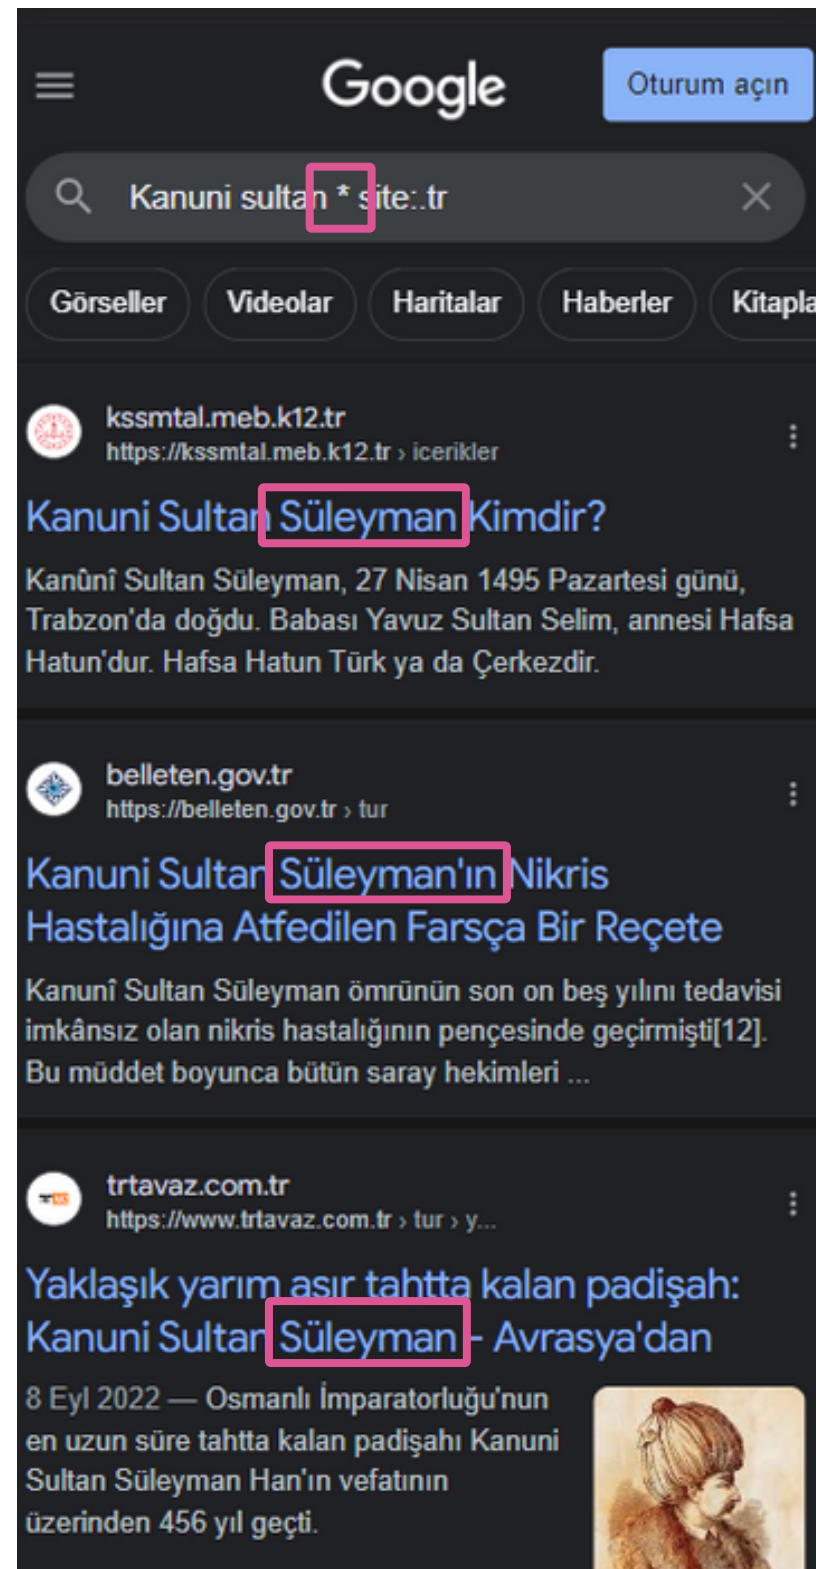 Google
Oturum açın
Kanuni sultan * site:.tr
Görseller Videolar Haritalar Haberler Kitapla
kssmtal.meb.k12.tr
https://kssmtal.meb.k12.tr › icerikler
Kanuni Sultan Süleyman Kimdir?
Kanûnî Sultan Süleyman, 27 Nisan 1495 Pazartesi günü,
Trabzon'da doğdu. Babası Yavuz Sultan Selim, annesi Hafsa
Hatun'dur. Hafsa Hatun Türk ya da Çerkezdir.
belleten.gov.tr
https://belleten.gov.tr › tur
Kanuni Sultan Süleyman'ın Nikris
Hastalığına Atfedilen Farsça Bir Reçete
Kanunî Sultan Süleyman ömrünün son on beş yılını tedavisi
imkânsız olan nikris hastalığının pençesinde geçirmişti[12].
Bu müddet boyunca bütün saray hekimleri ...
trtavaz.com.tr
https://www.trtavaz.com.tr › tur › y...
Yaklaşık yarım asır tahtta kalan padişah:
Kanuni Sultan Süleyman - Avrasya'dan
8 Eyl 2022 — Osmanlı İmparatorluğu'nun
en uzun süre tahtta kalan padişahı Kanuni
Sultan Süleyman Han'ın vefatının
üzerinden 456 yıl geçti.